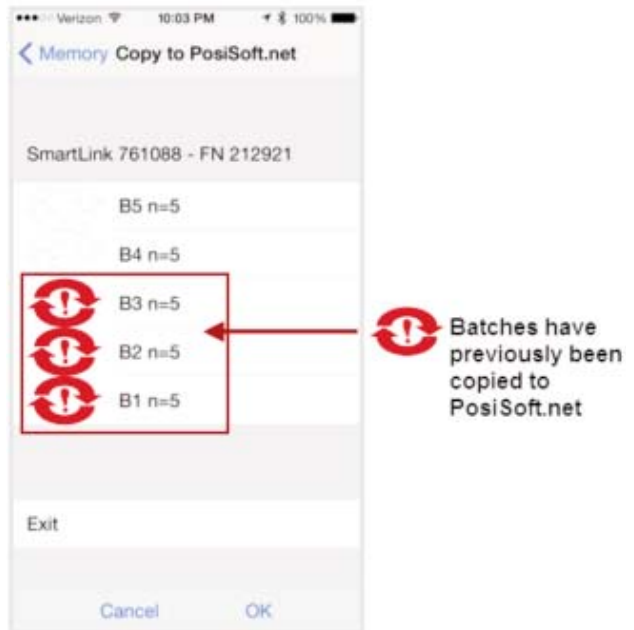 Verizon 10:03 PM 100%
Memory Copy to PosiSoft.net
SmartLink 761088 - FN 212921
B5 n=5
B4 n=5
B3 n=5
B2 n=5
B1 n=5
Exit
Cancel OK
Batches have
previously been
copied to
PosiSoft.net